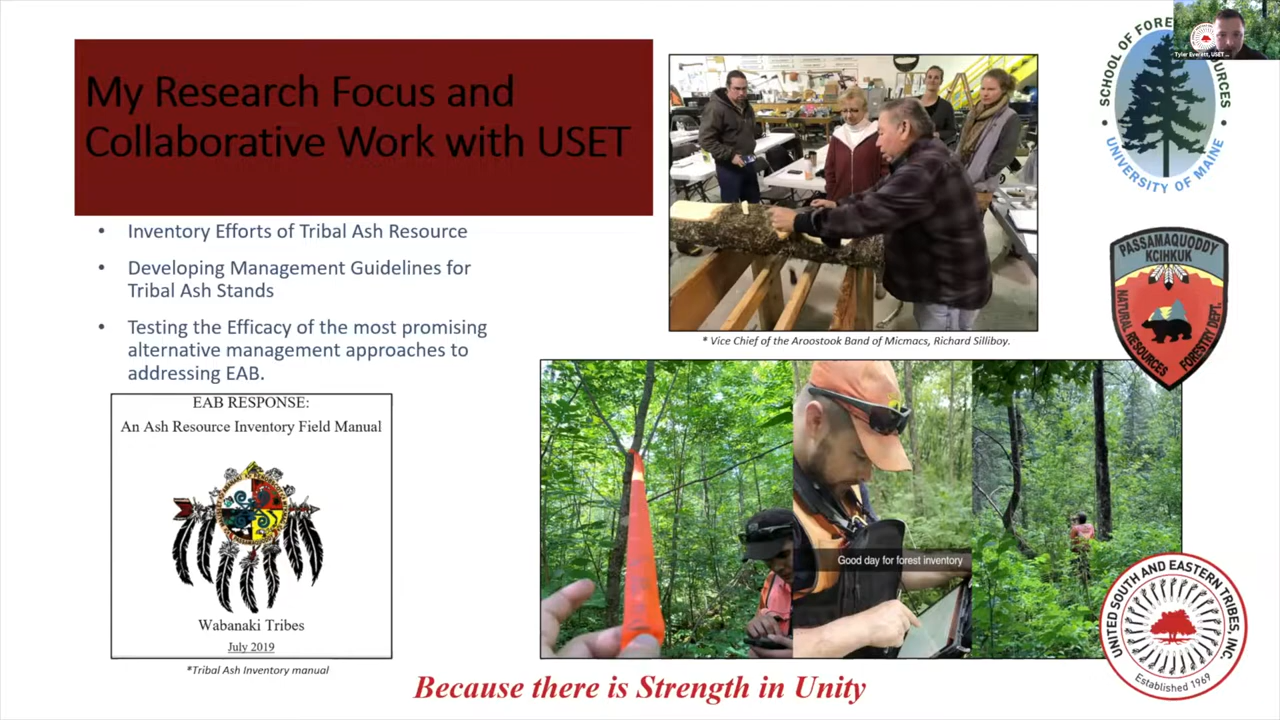 My Research Focus and
Collaborative Work with USET
• Inventory Efforts of Tribal Ash Resource
• Developing Management Guidelines for
Tribal Ash Stands
• Testing the Efficacy of the most promising
alternative management approaches to
addressing EAB.
EAB RESPONSE:
An Ash Resource Inventory Field Manual
Wabanaki Tribes
July 2019
*Tribal Ash Inventory manual
* Vice Chief of the Aroostook Band of Micmacs, Richard Silliboy.
Good day for forest inventory
Because there is Strength in Unity
SCHOOL OF FORE
URCES
UNIVERSITY OF MAINE
Tyler Everett, USET
PASSAMAQUODDY
KCIHKUK
NATURAL RESOURCES
FORESTRY DEPT.
UNITED SOUTH AND EASTERN TRIBES, INC.
Established 1969